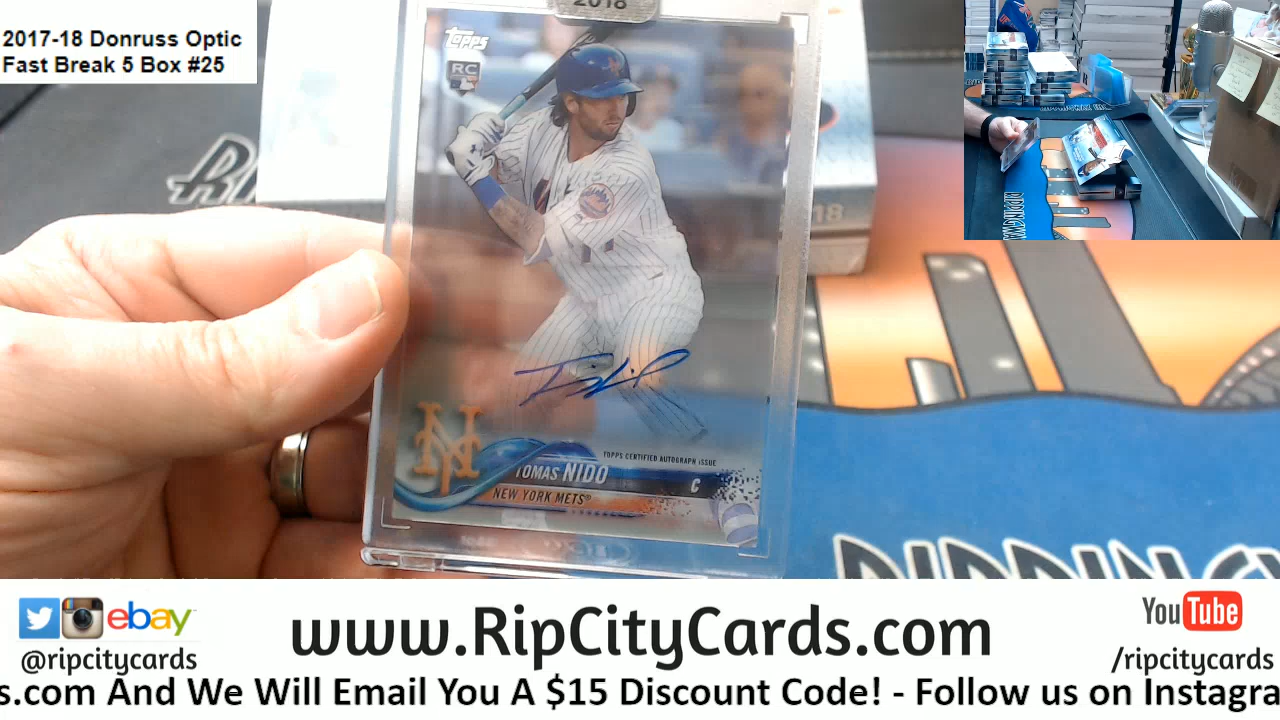 2017-18 Donruss Optic
Fast Break 5 Box #25
2018
Topps
RC
TOPPS CERTIFIED AUTOGRAPH ISSUE
TOMAS NIDO
C
NEW YORK METS®
18
ebay
@ripcitycards
www.RipCityCards.com
YouTube
/ripcitycards
s.com And We Will Email You A $15 Discount Code! - Follow us on Instagra